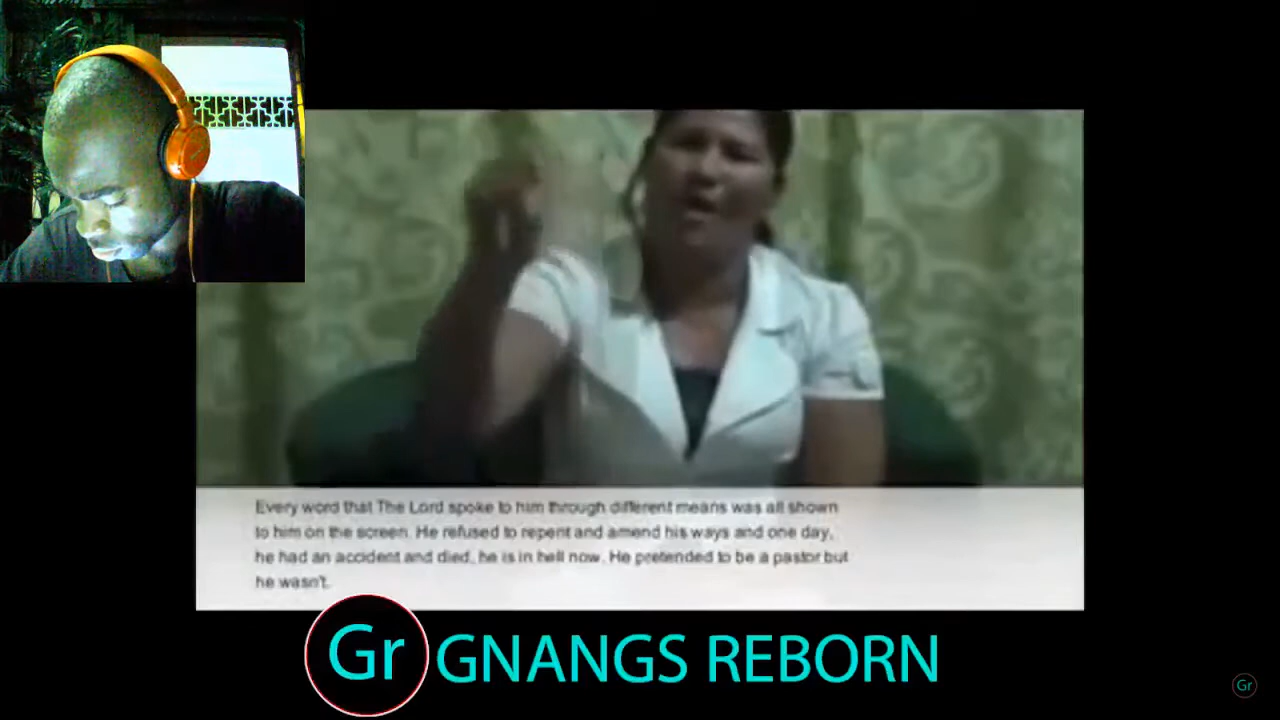 Every word that The Lord spoke to him through different means was all shown
to him on the screen. He refused to repent and amend his ways and one day,
he had an accident and died, he is in hell now. He pretended to be a pastor but
he wasn't.
Gr GNANGS REBORN
Gr